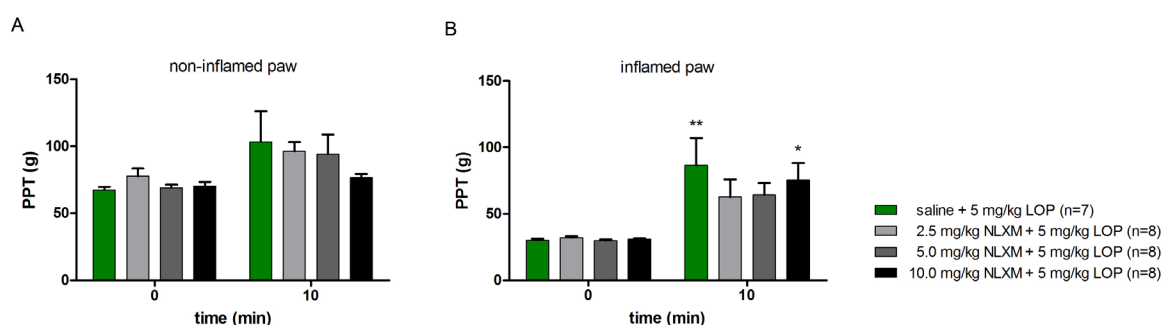 A
non-inflamed paw
150
100
50
0
PPT (g)
0 10
time (min)
B
inflamed paw
150
100
50
0
PPT (g)
**
*
0 10
time (min)
saline + 5 mg/kg LOP (n=7)
2.5 mg/kg NLXM + 5 mg/kg LOP (n=8)
5.0 mg/kg NLXM + 5 mg/kg LOP (n=8)
10.0 mg/kg NLXM + 5 mg/kg LOP (n=8)